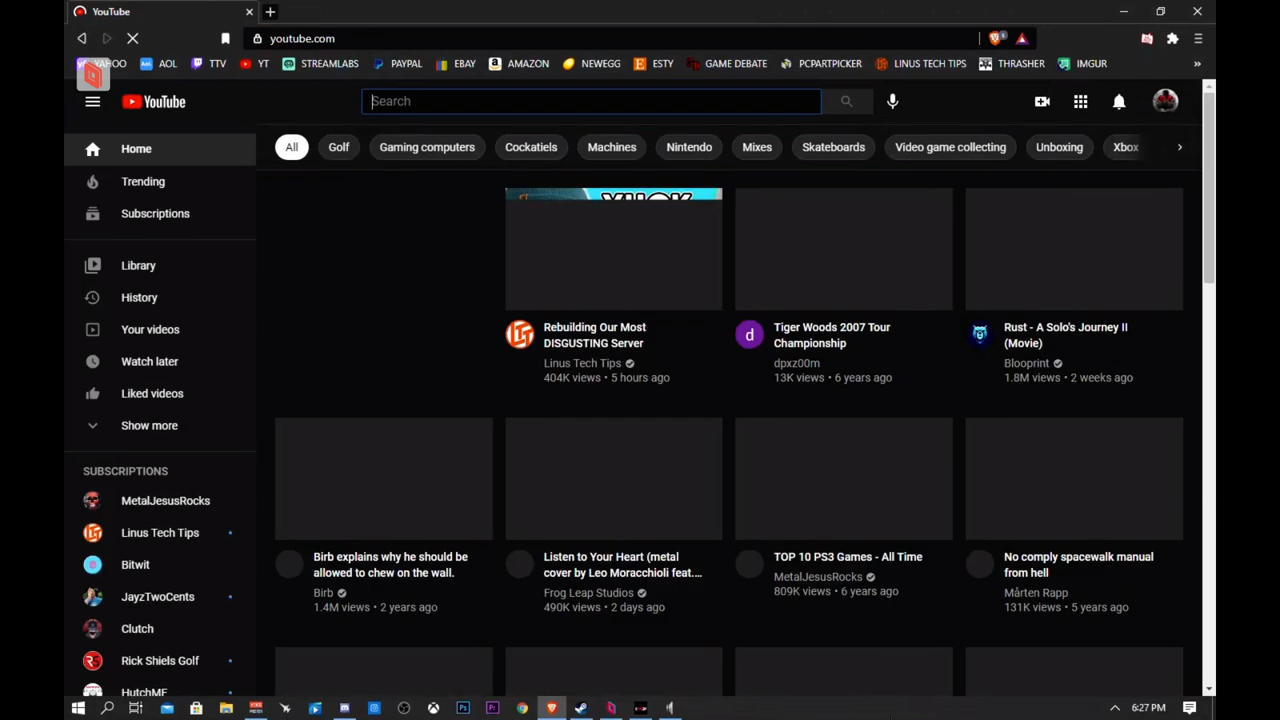 YouTube
youtube.com
YAHOO AOL TTV YT STREAMLABS PAYPAL EBAY AMAZON NEWEGG ESTY GAME DEBATE PCPARTPICKER LINUS TECH TIPS THRASHER IMGUR »
YouTube
Search
All Golf Gaming computers Cockatiels Machines Nintendo Mixes Skateboards Video game collecting Unboxing Xbox
Home
Trending
Subscriptions
Library
History
Your videos
Watch later
Liked videos
Show more
SUBSCRIPTIONS
MetalJesusRocks
Linus Tech Tips
Bitwit
JayzTwoCents
Clutch
Rick Shiels Golf
HutchMF
Rebuilding Our Most
DISGUSTING Server
Linus Tech Tips
404K views • 5 hours ago
d
Tiger Woods 2007 Tour
Championship
dpxz00m
13K views • 6 years ago
Rust - A Solo's Journey II
(Movie)
Blooprint
1.8M views • 2 weeks ago
Birb explains why he should be
allowed to chew on the wall.
Birb
1.4M views • 2 years ago
Listen to Your Heart (metal
cover by Leo Moracchioli feat....
Frog Leap Studios
490K views • 2 days ago
TOP 10 PS3 Games - All Time
MetalJesusRocks
809K views • 6 years ago
No comply spacewalk manual
from hell
Mårten Rapp
131K views • 5 years ago
6:27 PM